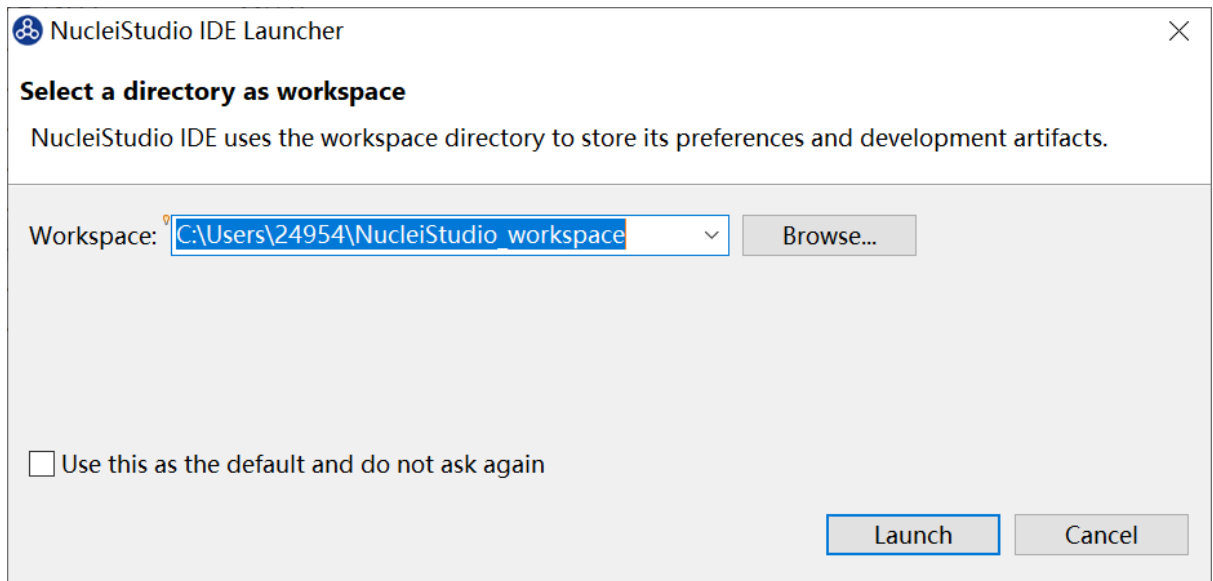 NucleiStudio IDE Launcher
Select a directory as workspace
NucleiStudio IDE uses the workspace directory to store its preferences and development artifacts.
Workspace: C:\Users\24954\NucleiStudio_workspace Browse...
Use this as the default and do not ask again
Launch Cancel